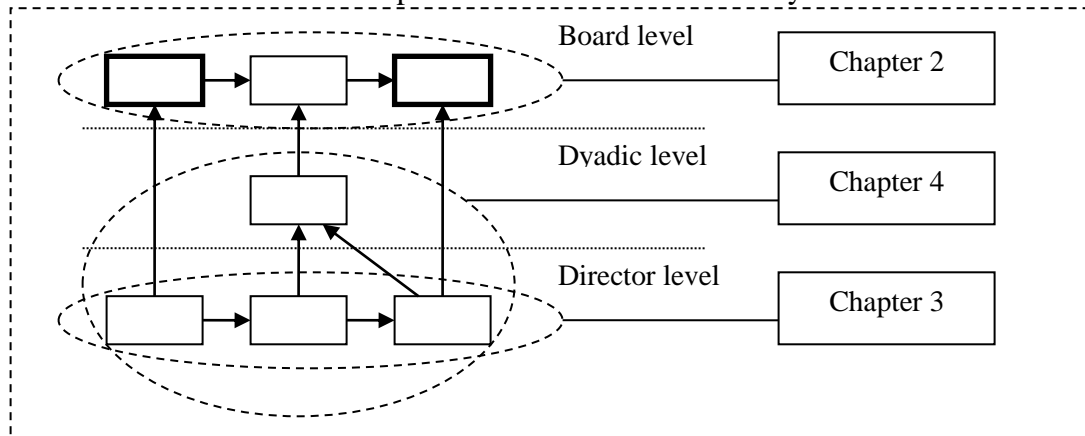 Board level
Chapter 2
Dyadic level
Chapter 4
Director level
Chapter 3